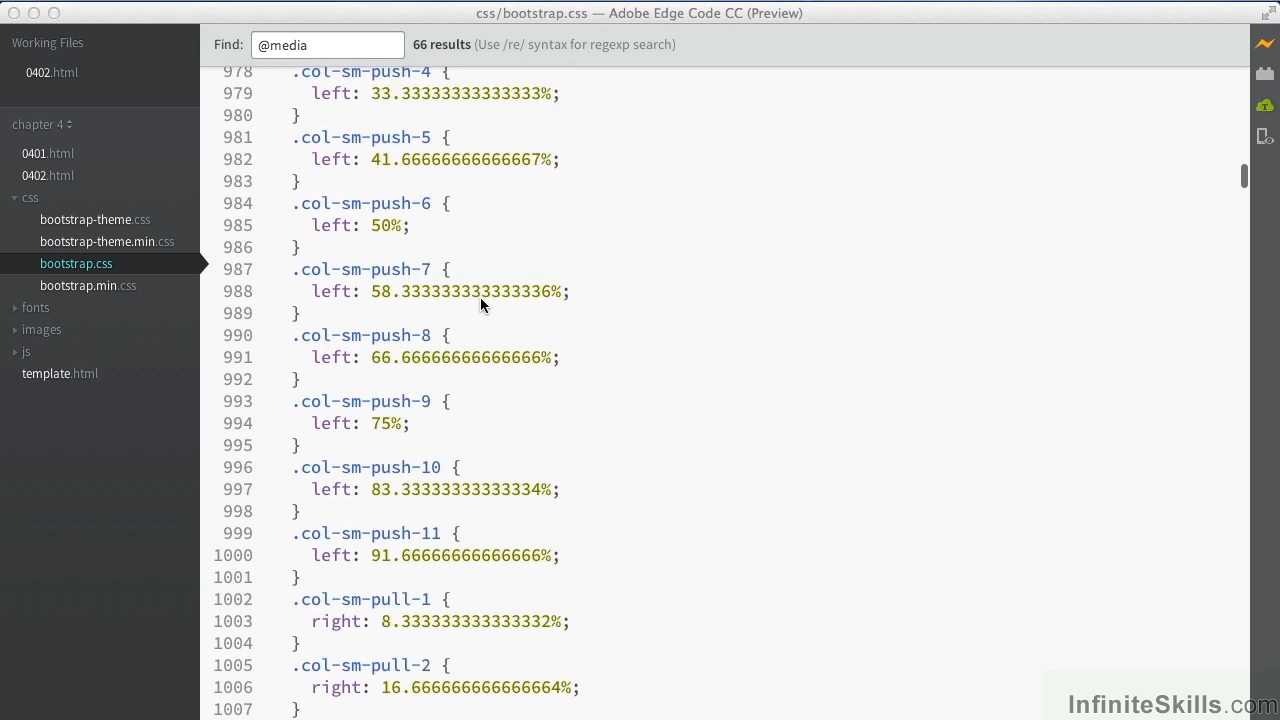 css/bootstrap.css — Adobe Edge Code CC (Preview)
Working Files
0402.html
chapter 4
0401.html
0402.html
css
bootstrap-theme.css
bootstrap-theme.min.css
bootstrap.css
bootstrap.min.css
fonts
images
js
template.html
Find: @media 66 results (Use /re/ syntax for regexp search)
978 .col-sm-push-4 {
979 left: 33.33333333333333%;
980 }
981 .col-sm-push-5 {
982 left: 41.66666666666667%;
983 }
984 .col-sm-push-6 {
985 left: 50%;
986 }
987 .col-sm-push-7 {
988 left: 58.333333333333336%;
989 }
990 .col-sm-push-8 {
991 left: 66.66666666666666%;
992 }
993 .col-sm-push-9 {
994 left: 75%;
995 }
996 .col-sm-push-10 {
997 left: 83.33333333333334%;
998 }
999 .col-sm-push-11 {
1000 left: 91.66666666666666%;
1001 }
1002 .col-sm-pull-1 {
1003 right: 8.333333333333332%;
1004 }
1005 .col-sm-pull-2 {
1006 right: 16.666666666666664%;
1007 }
InfiniteSkills.com